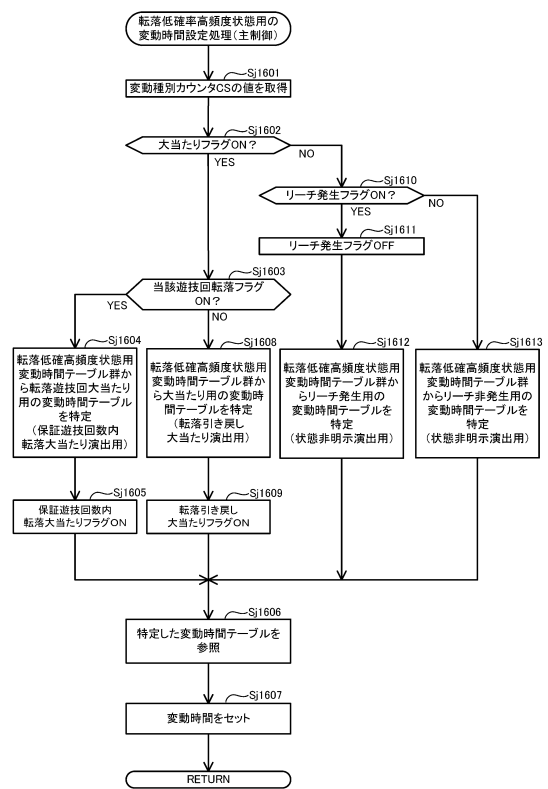 転落低確率高頻度状態用の
変動時間設定処理(主制御)
Sj1601
変動種別カウンタCSの値を取得
Sj1602
大当たりフラグON?
YES
NO
Sj1610
リーチ発生フラグON?
YES
NO
Sj1611
リーチ発生フラグOFF
Sj1603
当該遊技回転落フラグ
ON?
YES
NO
Sj1604
転落低確高頻度状態用
変動時間テーブル群か
ら転落遊技回大当たり
用の変動時間テーブル
を特定
(保証遊技回数内
転落大当たり演出用)
Sj1608
転落低確高頻度状態用
変動時間テーブル群か
ら大当たり用の変動時
間テーブルを特定
(転落引き戻し
大当たり演出用)
Sj1612
転落低確高頻度状態用
変動時間テーブル群か
らリーチ発生用の
変動時間テーブルを
特定
(状態非明示演出用)
Sj1613
転落低確高頻度状態用
変動時間テーブル群
からリーチ非発生用の
変動時間テーブルを
特定
(状態非明示演出用)
Sj1605
保証遊技回数内
転落大当たりフラグON
Sj1609
転落引き戻し
大当たりフラグON
Sj1606
特定した変動時間テーブルを
参照
Sj1607
変動時間をセット
RETURN